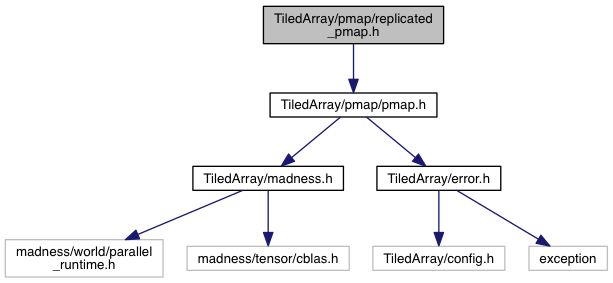 TiledArray/pmap/replicated
_pmap.h
TiledArray/pmap/pmap.h
TiledArray/madness.h
TiledArray/error.h
madness/world/parallel
_runtime.h
madness/tensor/cblas.h
TiledArray/config.h
exception